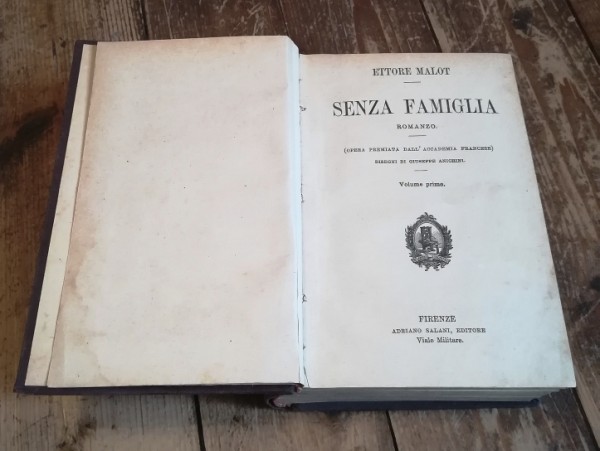 ETTORE MALOT
SENZA FAMIGLIA
ROMANZO.
(OPERA PREMIATA DALL'ACCADEMIA FRANCESE)
DISEGNI DI GIUSEPPE ANICHINI.
Volume primo.
FIRENZE
ADRIANO SALANI, EDITORE
Viale Militare.